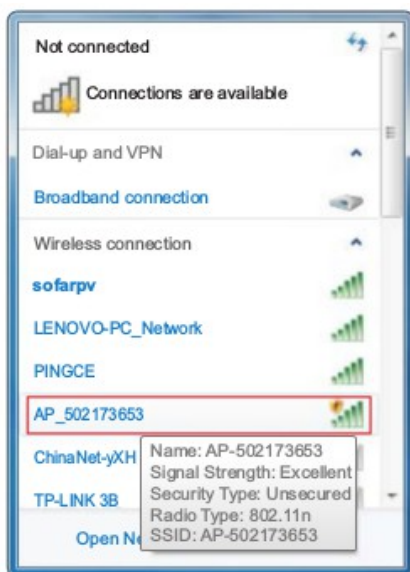 Not connected
Connections are available
Dial-up and VPN
Broadband connection
Wireless connection
sofarpv
LENOVO-PC_Network
PINGCE
AP_502173653
ChinaNet-yXH
Name: AP-502173653
Signal Strength: Excellent
Security Type: Unsecured
Radio Type: 802.11n
SSID: AP-502173653
TP-LINK 3B
Open Ne